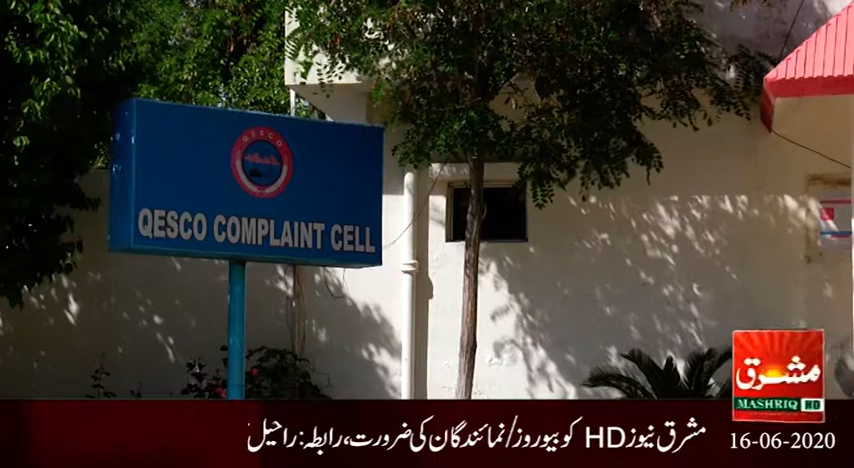 QESCO
QESCO COMPLAINT CELL
مشرق
MASHRIQ HD
مشرق نیوز HD کو بیوروز/نمائندگان کی ضرورت، رابطہ: راحیل
16-06-2020